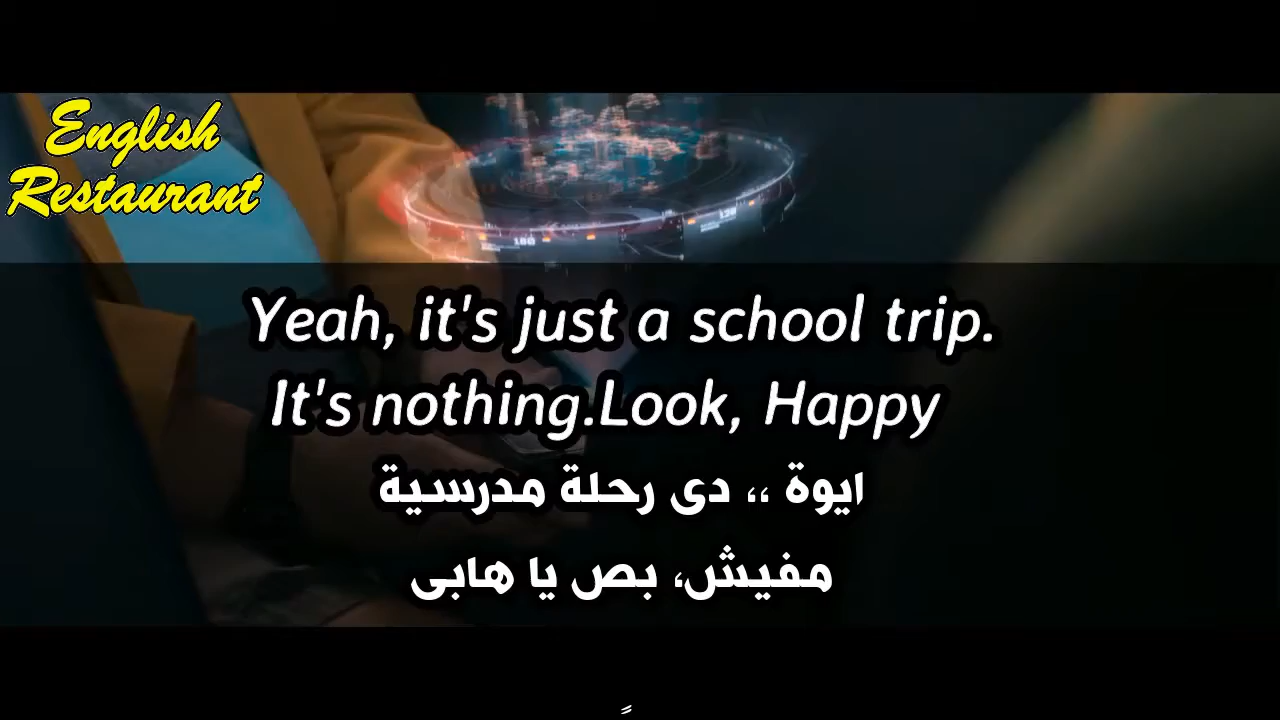 English
Restaurant
Yeah, it's just a school trip.
It's nothing.Look, Happy
ايوة ،، دى رحلة مدرسية
مفيش، بص يا هابى